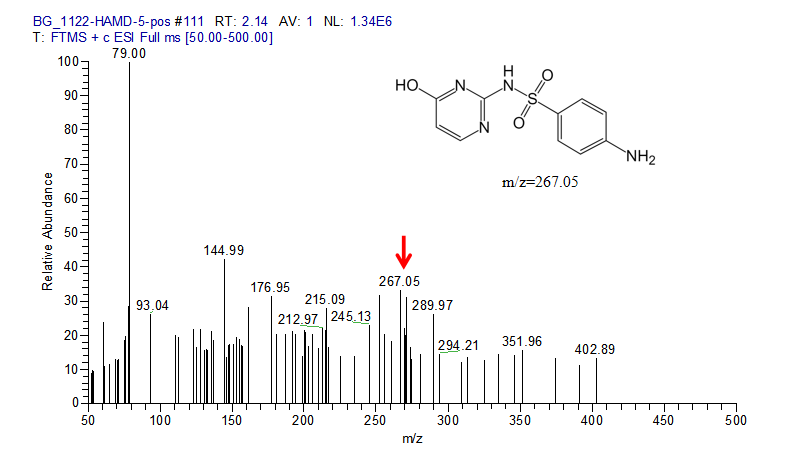 BG_1122-HAMD-5-pos #111 RT: 2.14 AV: 1 NL: 1.34E6
T: FTMS + c ESI Full ms [50.00-500.00]
79.00
100
90
80
70
60
50
40
30
20
10
0
Relative Abundance
93.04
144.99
176.95
212.97
215.09
245.13
267.05
289.97
294.21
351.96
402.89
HO
N
N
H
N
S
O
O
NH2
m/z=267.05
50
100
150
200
250
300
350
400
450
500
m/z